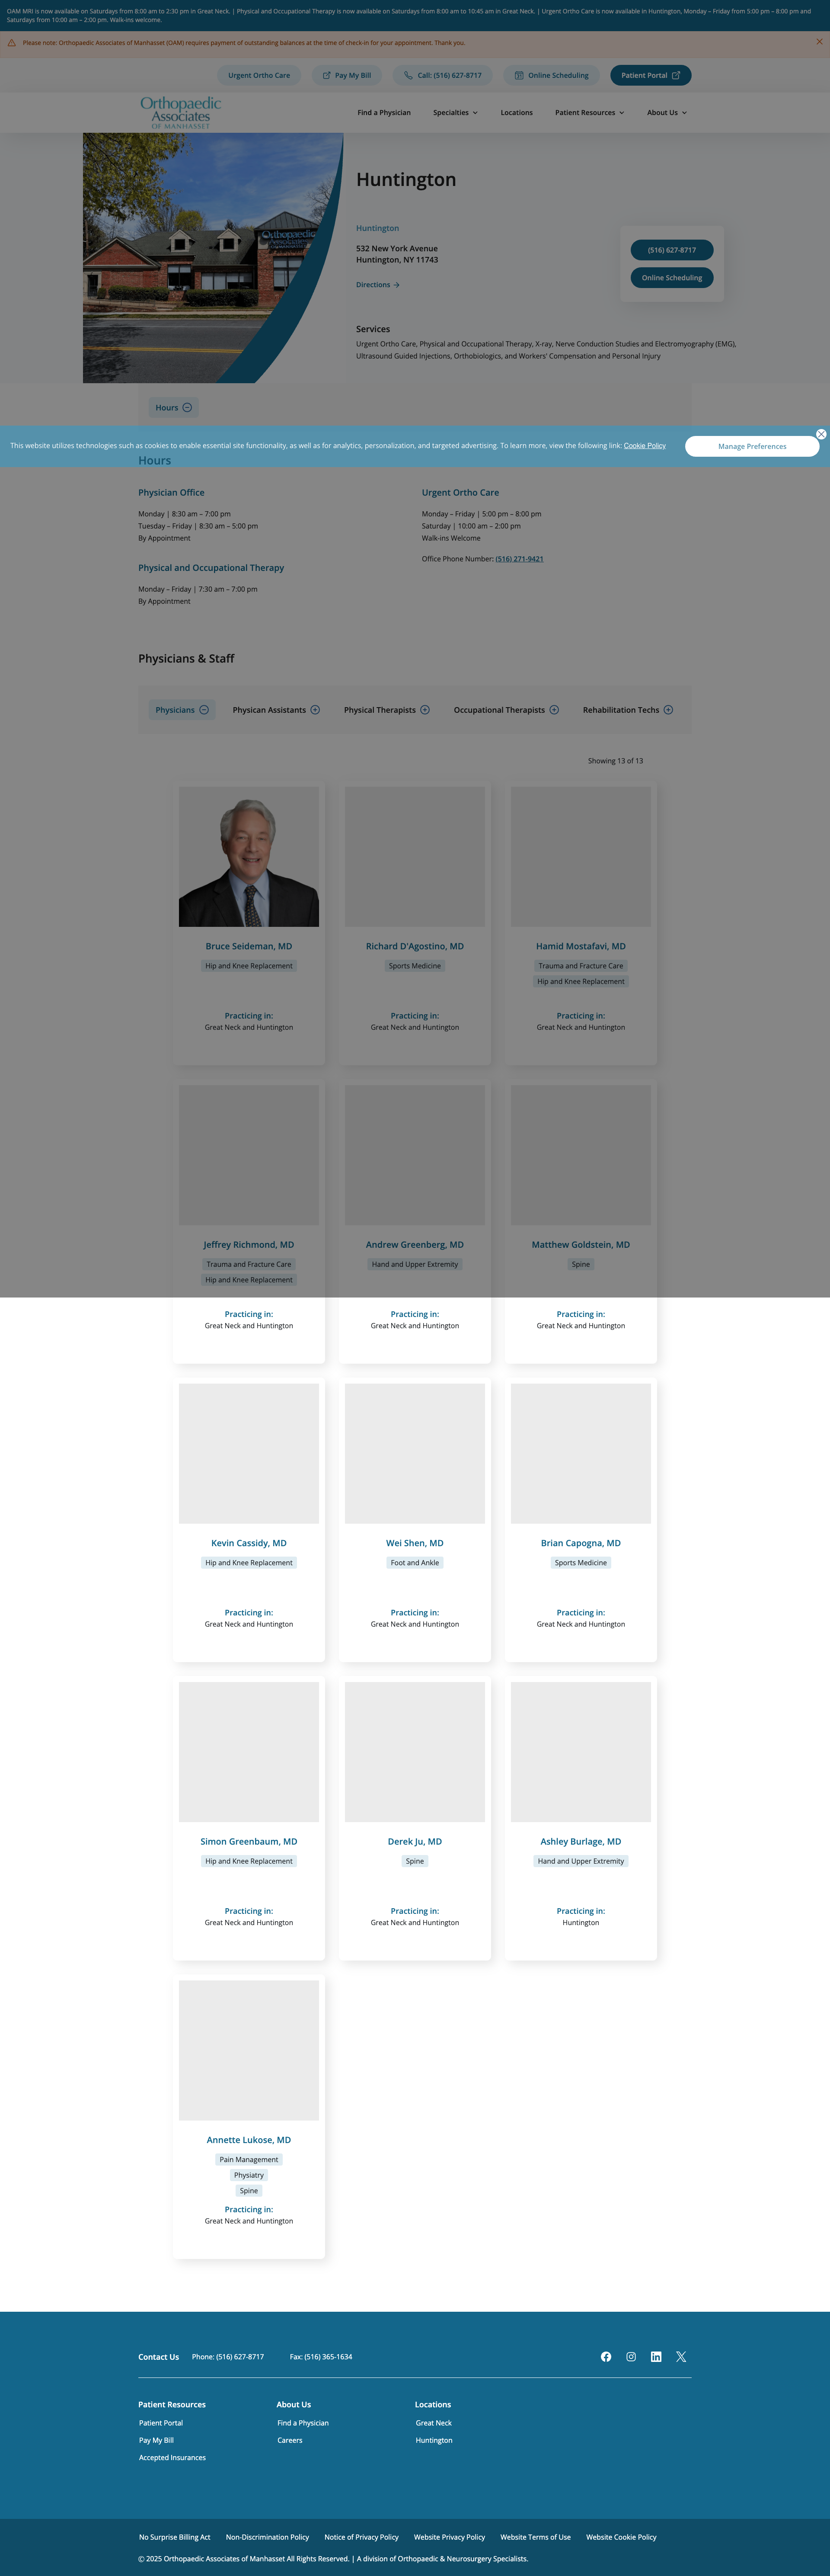 OAM MRI is now available on Saturdays from 8:00 am to 2:30 pm in Great Neck. | Physical and Occupational Therapy is now available on Saturdays from 8:00 am to 10:45 am in Great Neck. | Urgent Ortho Care is now available in Huntington, Monday – Friday from 5:00 pm – 8:00 pm and
Saturdays from 10:00 am – 2:00 pm. Walk-ins welcome.
Please note: Orthopaedic Associates of Manhasset (OAM) requires payment of outstanding balances at the time of check-in for your appointment. Thank you.
Urgent Ortho Care
Pay My Bill
Call: (516) 627-8717
Online Scheduling
Patient Portal
Orthopaedic
Associates
OF MANHASSET
Find a Physician
Specialties
Locations
Patient Resources
About Us
Huntington
Huntington
532 New York Avenue
Huntington, NY 11743
Directions
(516) 627-8717
Online Scheduling
Services
Urgent Ortho Care, Physical and Occupational Therapy, X-ray, Nerve Conduction Studies and Electromyography (EMG),
Ultrasound Guided Injections, Orthobiologics, and Workers' Compensation and Personal Injury
Hours
This website utilizes technologies such as cookies to enable essential site functionality, as well as for analytics, personalization, and targeted advertising. To learn more, view the following link: Cookie Policy
Manage Preferences
Hours
Physician Office
Monday | 8:30 am – 7:00 pm
Tuesday – Friday | 8:30 am – 5:00 pm
By Appointment
Urgent Ortho Care
Monday – Friday | 5:00 pm – 8:00 pm
Saturday | 10:00 am – 2:00 pm
Walk-ins Welcome
Office Phone Number: (516) 271-9421
Physical and Occupational Therapy
Monday – Friday | 7:30 am – 7:00 pm
By Appointment
Physicians & Staff
Physicians
Physican Assistants
Physical Therapists
Occupational Therapists
Rehabilitation Techs
Showing 13 of 13
Bruce Seideman, MD
Hip and Knee Replacement
Practicing in:
Great Neck and Huntington
Richard D'Agostino, MD
Sports Medicine
Practicing in:
Great Neck and Huntington
Hamid Mostafavi, MD
Trauma and Fracture Care
Hip and Knee Replacement
Practicing in:
Great Neck and Huntington
Jeffrey Richmond, MD
Trauma and Fracture Care
Hip and Knee Replacement
Practicing in:
Great Neck and Huntington
Andrew Greenberg, MD
Hand and Upper Extremity
Practicing in:
Great Neck and Huntington
Matthew Goldstein, MD
Spine
Practicing in:
Great Neck and Huntington
Kevin Cassidy, MD
Hip and Knee Replacement
Practicing in:
Great Neck and Huntington
Wei Shen, MD
Foot and Ankle
Practicing in:
Great Neck and Huntington
Brian Capogna, MD
Sports Medicine
Practicing in:
Great Neck and Huntington
Simon Greenbaum, MD
Hip and Knee Replacement
Practicing in:
Great Neck and Huntington
Derek Ju, MD
Spine
Practicing in:
Great Neck and Huntington
Ashley Burlage, MD
Hand and Upper Extremity
Practicing in:
Huntington
Annette Lukose, MD
Pain Management
Physiatry
Spine
Practicing in:
Great Neck and Huntington
Contact Us
Phone: (516) 627-8717
Fax: (516) 365-1634
Patient Resources
Patient Portal
Pay My Bill
Accepted Insurances
About Us
Find a Physician
Careers
Locations
Great Neck
Huntington
No Surprise Billing Act
Non-Discrimination Policy
Notice of Privacy Policy
Website Privacy Policy
Website Terms of Use
Website Cookie Policy
© 2025 Orthopaedic Associates of Manhasset All Rights Reserved. | A division of Orthopaedic & Neurosurgery Specialists.